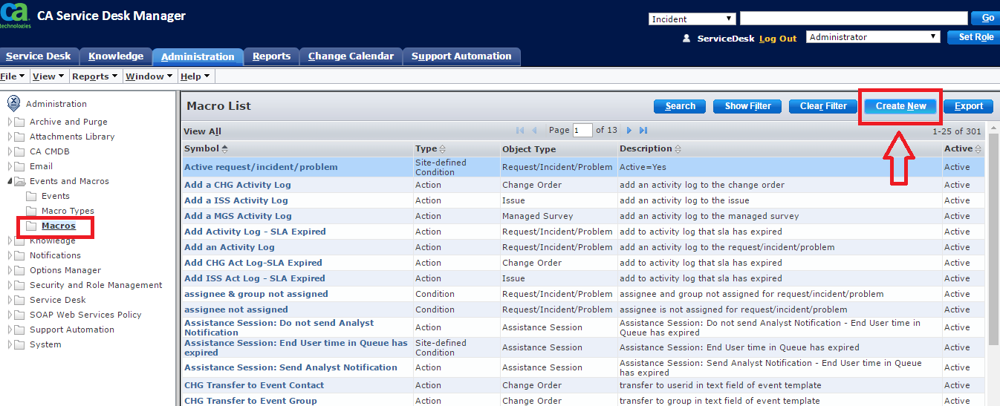 ca
technologies
CA Service Desk Manager
Incident
Go
ServiceDesk Log Out Administrator Set Role
Service Desk Knowledge Administration Reports Change Calendar Support Automation
File View Reports Window Help
Administration
Archive and Purge
Attachments Library
CA CMDB
Email
Events and Macros
Events
Macro Types
Macros
Knowledge
Notifications
Options Manager
Security and Role Management
Service Desk
SOAP Web Services Policy
Support Automation
System
Macro List Search Show Filter Clear Filter Create New Export
View All Page 1 of 13 1-25 of 301
Symbol Type Object Type Description Active
Active request/incident/problem Site-defined Condition Request/Incident/Problem Active=Yes Active
Add a CHG Activity Log Action Change Order add an activity log to the change order Active
Add a ISS Activity Log Action Issue add an activity log to the issue Active
Add a MGS Activity Log Action Managed Survey add an activity log to the managed survey Active
Add Activity Log - SLA Expired Action Request/Incident/Problem add to activity log that sla has expired Active
Add an Activity Log Action Request/Incident/Problem add an activity log to the request/incident/problem Active
Add CHG Act Log-SLA Expired Action Change Order add to activity log that sla has expired Active
Add ISS Act Log - SLA Expired Action Issue add to activity log that sla has expired Active
assignee & group not assigned Condition Request/Incident/Problem assignee and group not assigned for request/incident/problem Active
assignee not assigned Condition Request/Incident/Problem assignee is not assigned for request/incident/problem Active
Assistance Session: Do not send Analyst Notification Action Assistance Session Assistance Session: Do not send Analyst Notification - End User time in Queue has expired Active
Assistance Session: End User time in Queue has expired Site-defined Condition Assistance Session Assistance Session: End User time in Queue has expired Active
Assistance Session: Send Analyst Notification Action Assistance Session Assistance Session: Send Analyst Notification - End User time in Queue has expired Active
CHG Transfer to Event Contact Action Change Order transfer to userid in text field of event template Active
CHG Transfer to Event Group Action Change Order transfer to group in text field of event template Active